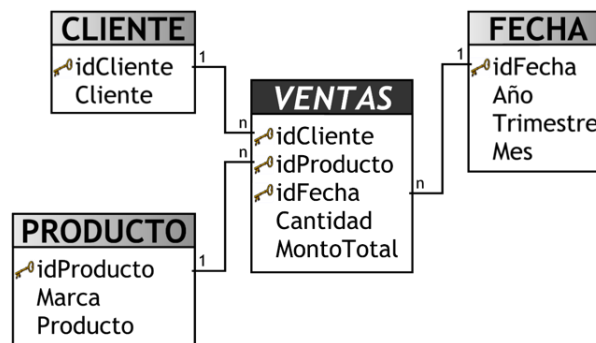 CLIENTE
idCliente
Cliente
1
n
VENTAS
idCliente
idProducto
idFecha
Cantidad
MontoTotal
n
n
1
FECHA
idFecha
Año
Trimestre
Mes
1
PRODUCTO
idProducto
Marca
Producto